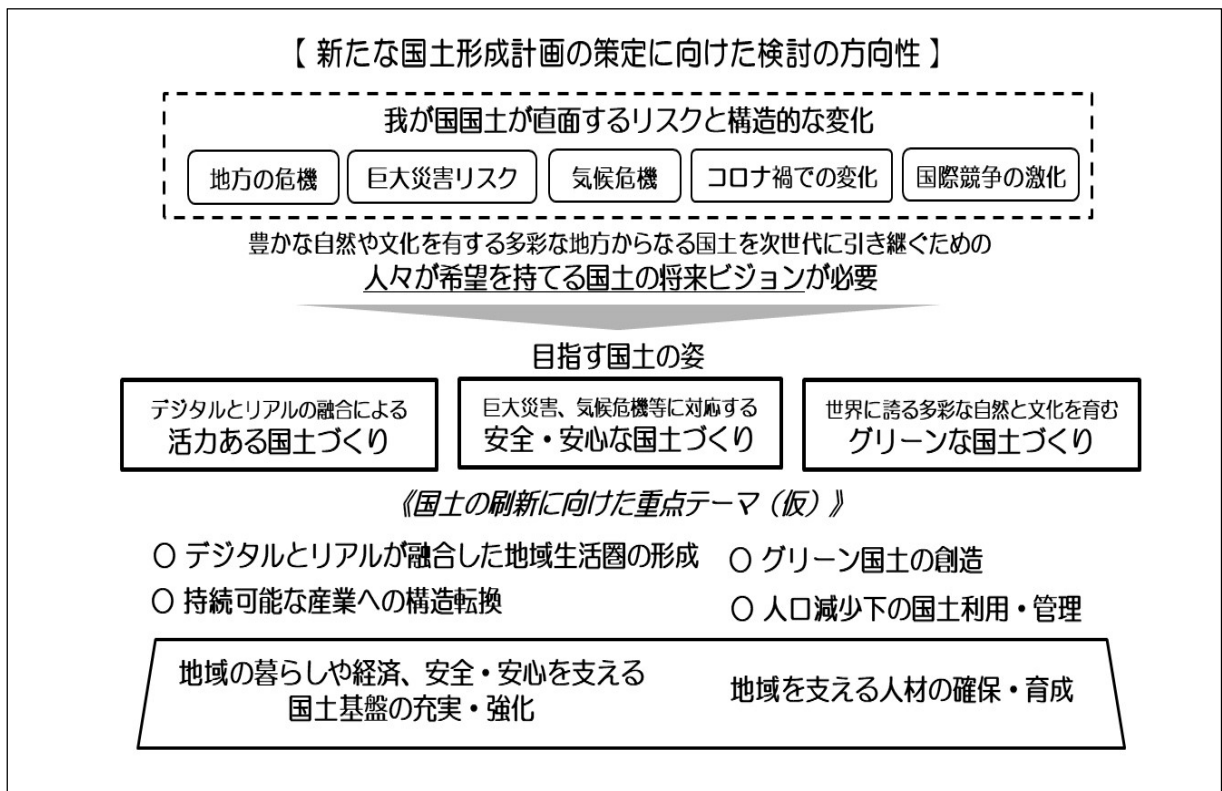 【 新たな国土形成計画の策定に向けた検討の方向性 】
我が国国土が直面するリスクと構造的な変化
地方の危機
巨大災害リスク
気候危機
コロナ禍での変化
国際競争の激化
豊かな自然や文化を有する多彩な地方からなる国土を次世代に引き継ぐための
人々が希望を持てる国土の将来ビジョンが必要
目指す国土の姿
デジタルとリアルの融合による
活力ある国土づくり
巨大災害、気候危機等に対応する
安全・安心な国土づくり
世界に誇る多彩な自然と文化を育む
グリーンな国土づくり
《国土の刷新に向けた重点テーマ（仮）》
〇 デジタルとリアルが融合した地域生活圏の形成
〇 持続可能な産業への構造転換
〇 グリーン国土の創造
〇 人口減少下の国土利用・管理
地域の暮らしや経済、安全・安心を支える
国土基盤の充実・強化
地域を支える人材の確保・育成